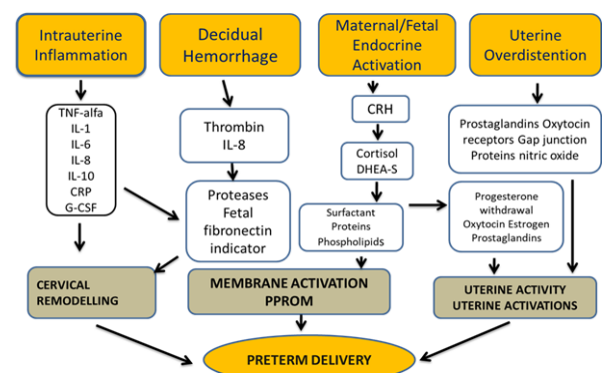 Intrauterine
Inflammation
Decidual
Hemorrhage
Maternal/Fetal
Endocrine
Activation
Uterine
Overdistention
TNF-alfa
IL-1
IL-6
IL-8
IL-10
CRP
G-CSF
Thrombin
IL-8
CRH
Cortisol
DHEA-S
Prostaglandins Oxytocin
receptors Gap junction
Proteins nitric oxide
Proteases
Fetal
fibronectin
indicator
Surfactant
Proteins
Phospholipids
Progesterone
withdrawal
Oxytocin Estrogen
Prostaglandins
CERVICAL
REMODELLING
MEMBRANE ACTIVATION
PPROM
UTERINE ACTIVITY
UTERINE ACTIVATIONS
PRETERM DELIVERY